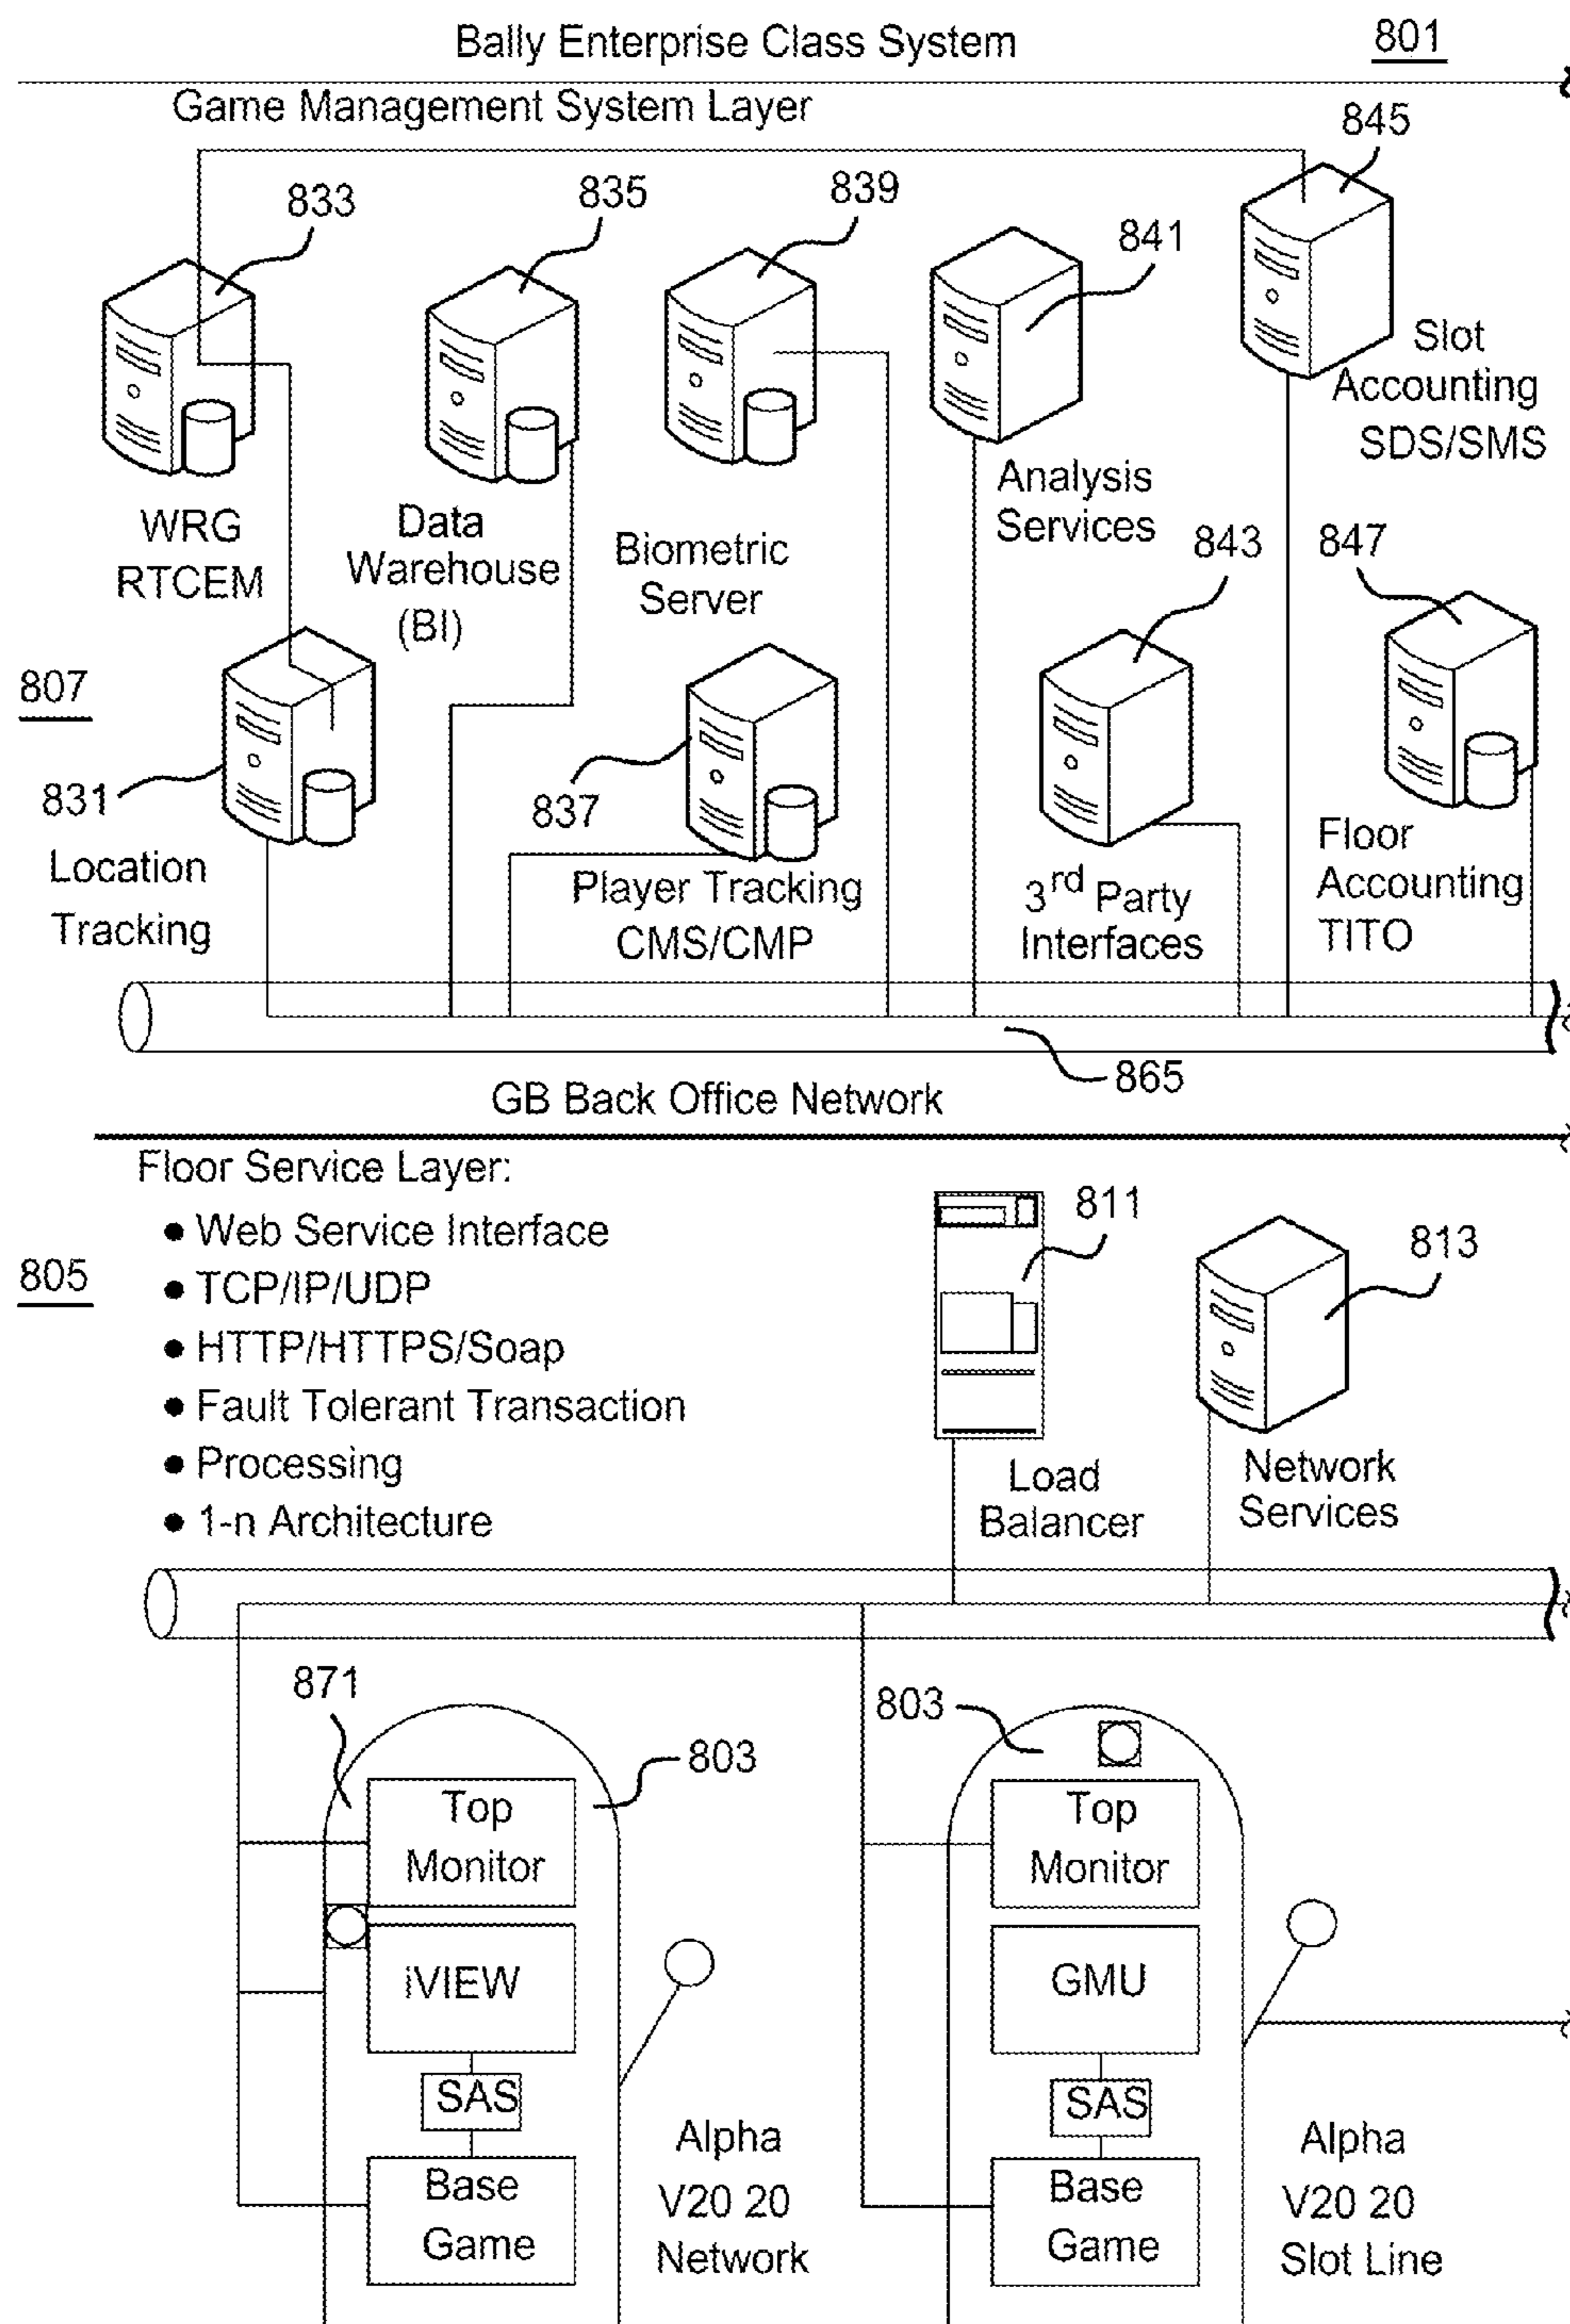 Bally Enterprise Class System
801
Game Management System Layer
845
833
835
839
841
Slot
Accounting
SDS/SMS
WRG
RTCEM
Data
Warehouse
(BI)
Biometric
Server
Analysis
Services
843
847
807
831
837
Location
Tracking
Player Tracking
CMS/CMP
3rd Party
Interfaces
Floor
Accounting
TITO
865
GB Back Office Network
Floor Service Layer:
805
• Web Service Interface
• TCP/IP/UDP
• HTTP/HTTPS/Soap
• Fault Tolerant Transaction
• Processing
• 1-n Architecture
811
813
Load
Balancer
Network
Services
871
803
Top
Monitor
iVIEW
SAS
Base
Game
Alpha
V20 20
Network
803
Top
Monitor
GMU
SAS
Base
Game
Alpha
V20 20
Slot Line